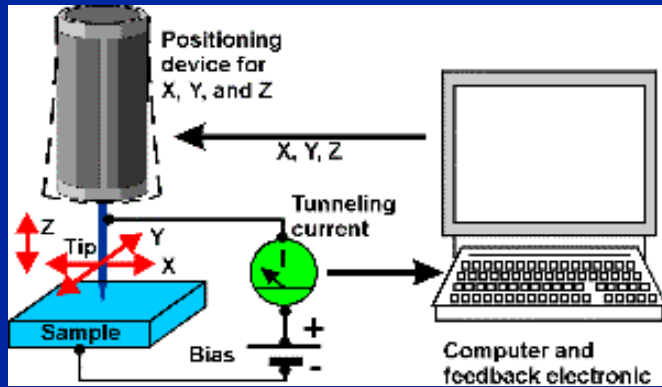 Positioning
device for
X, Y, and Z
X, Y, Z
Tunneling
current
Z
Tip
Y
X
I
Sample
Bias
+
-
Computer and
feedback electronic